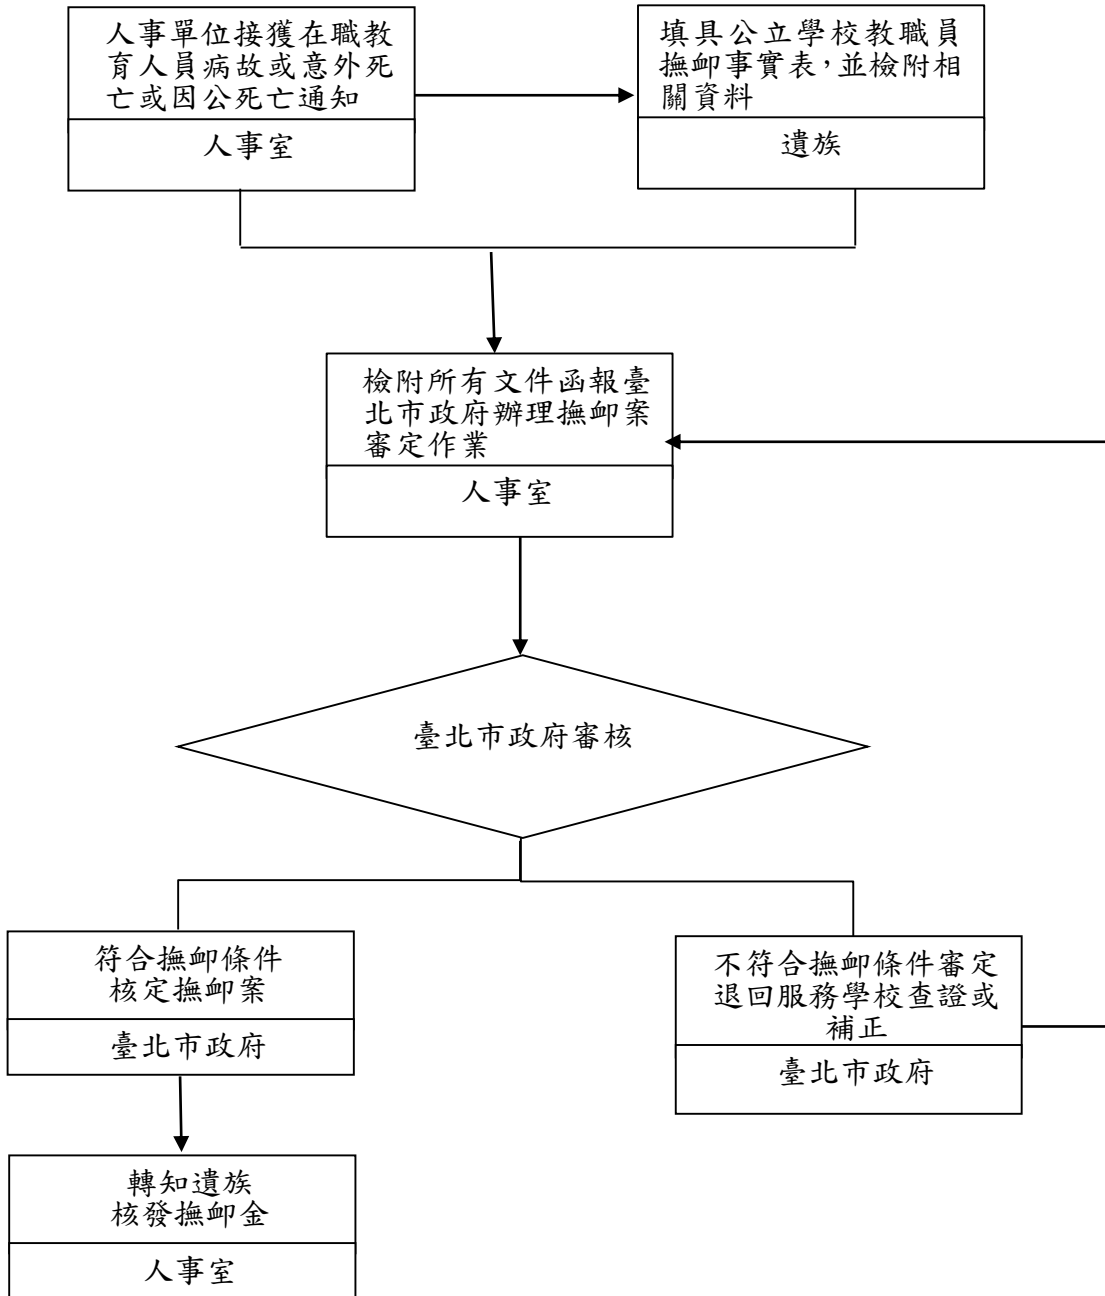 人事單位接獲在職教
育人員病故或意外死
亡或因公死亡通知
人事室
填具公立學校教職員
撫卹事實表，並檢附相
關資料
遺族
檢附所有文件函報臺
北市政府辦理撫卹案
審定作業
人事室
臺北市政府審核
符合撫卹條件
核定撫卹案
臺北市政府
不符合撫卹條件審定
退回服務學校查證或
補正
臺北市政府
轉知遺族
核發撫卹金
人事室